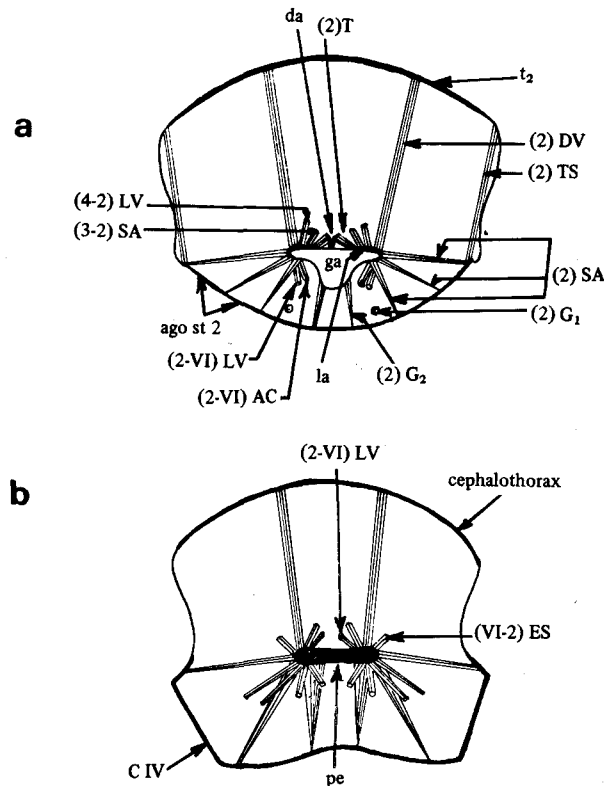 da
(2)T
t₂
a
(2) DV
(2) TS
(4-2) LV
(3-2) SA
ga
(2) SA
ago st 2
(2) G₁
(2-VI) LV
la
(2) G₂
(2-VI) AC
(2-VI) LV
b
cephalothorax
(VI-2) ES
C IV
pe